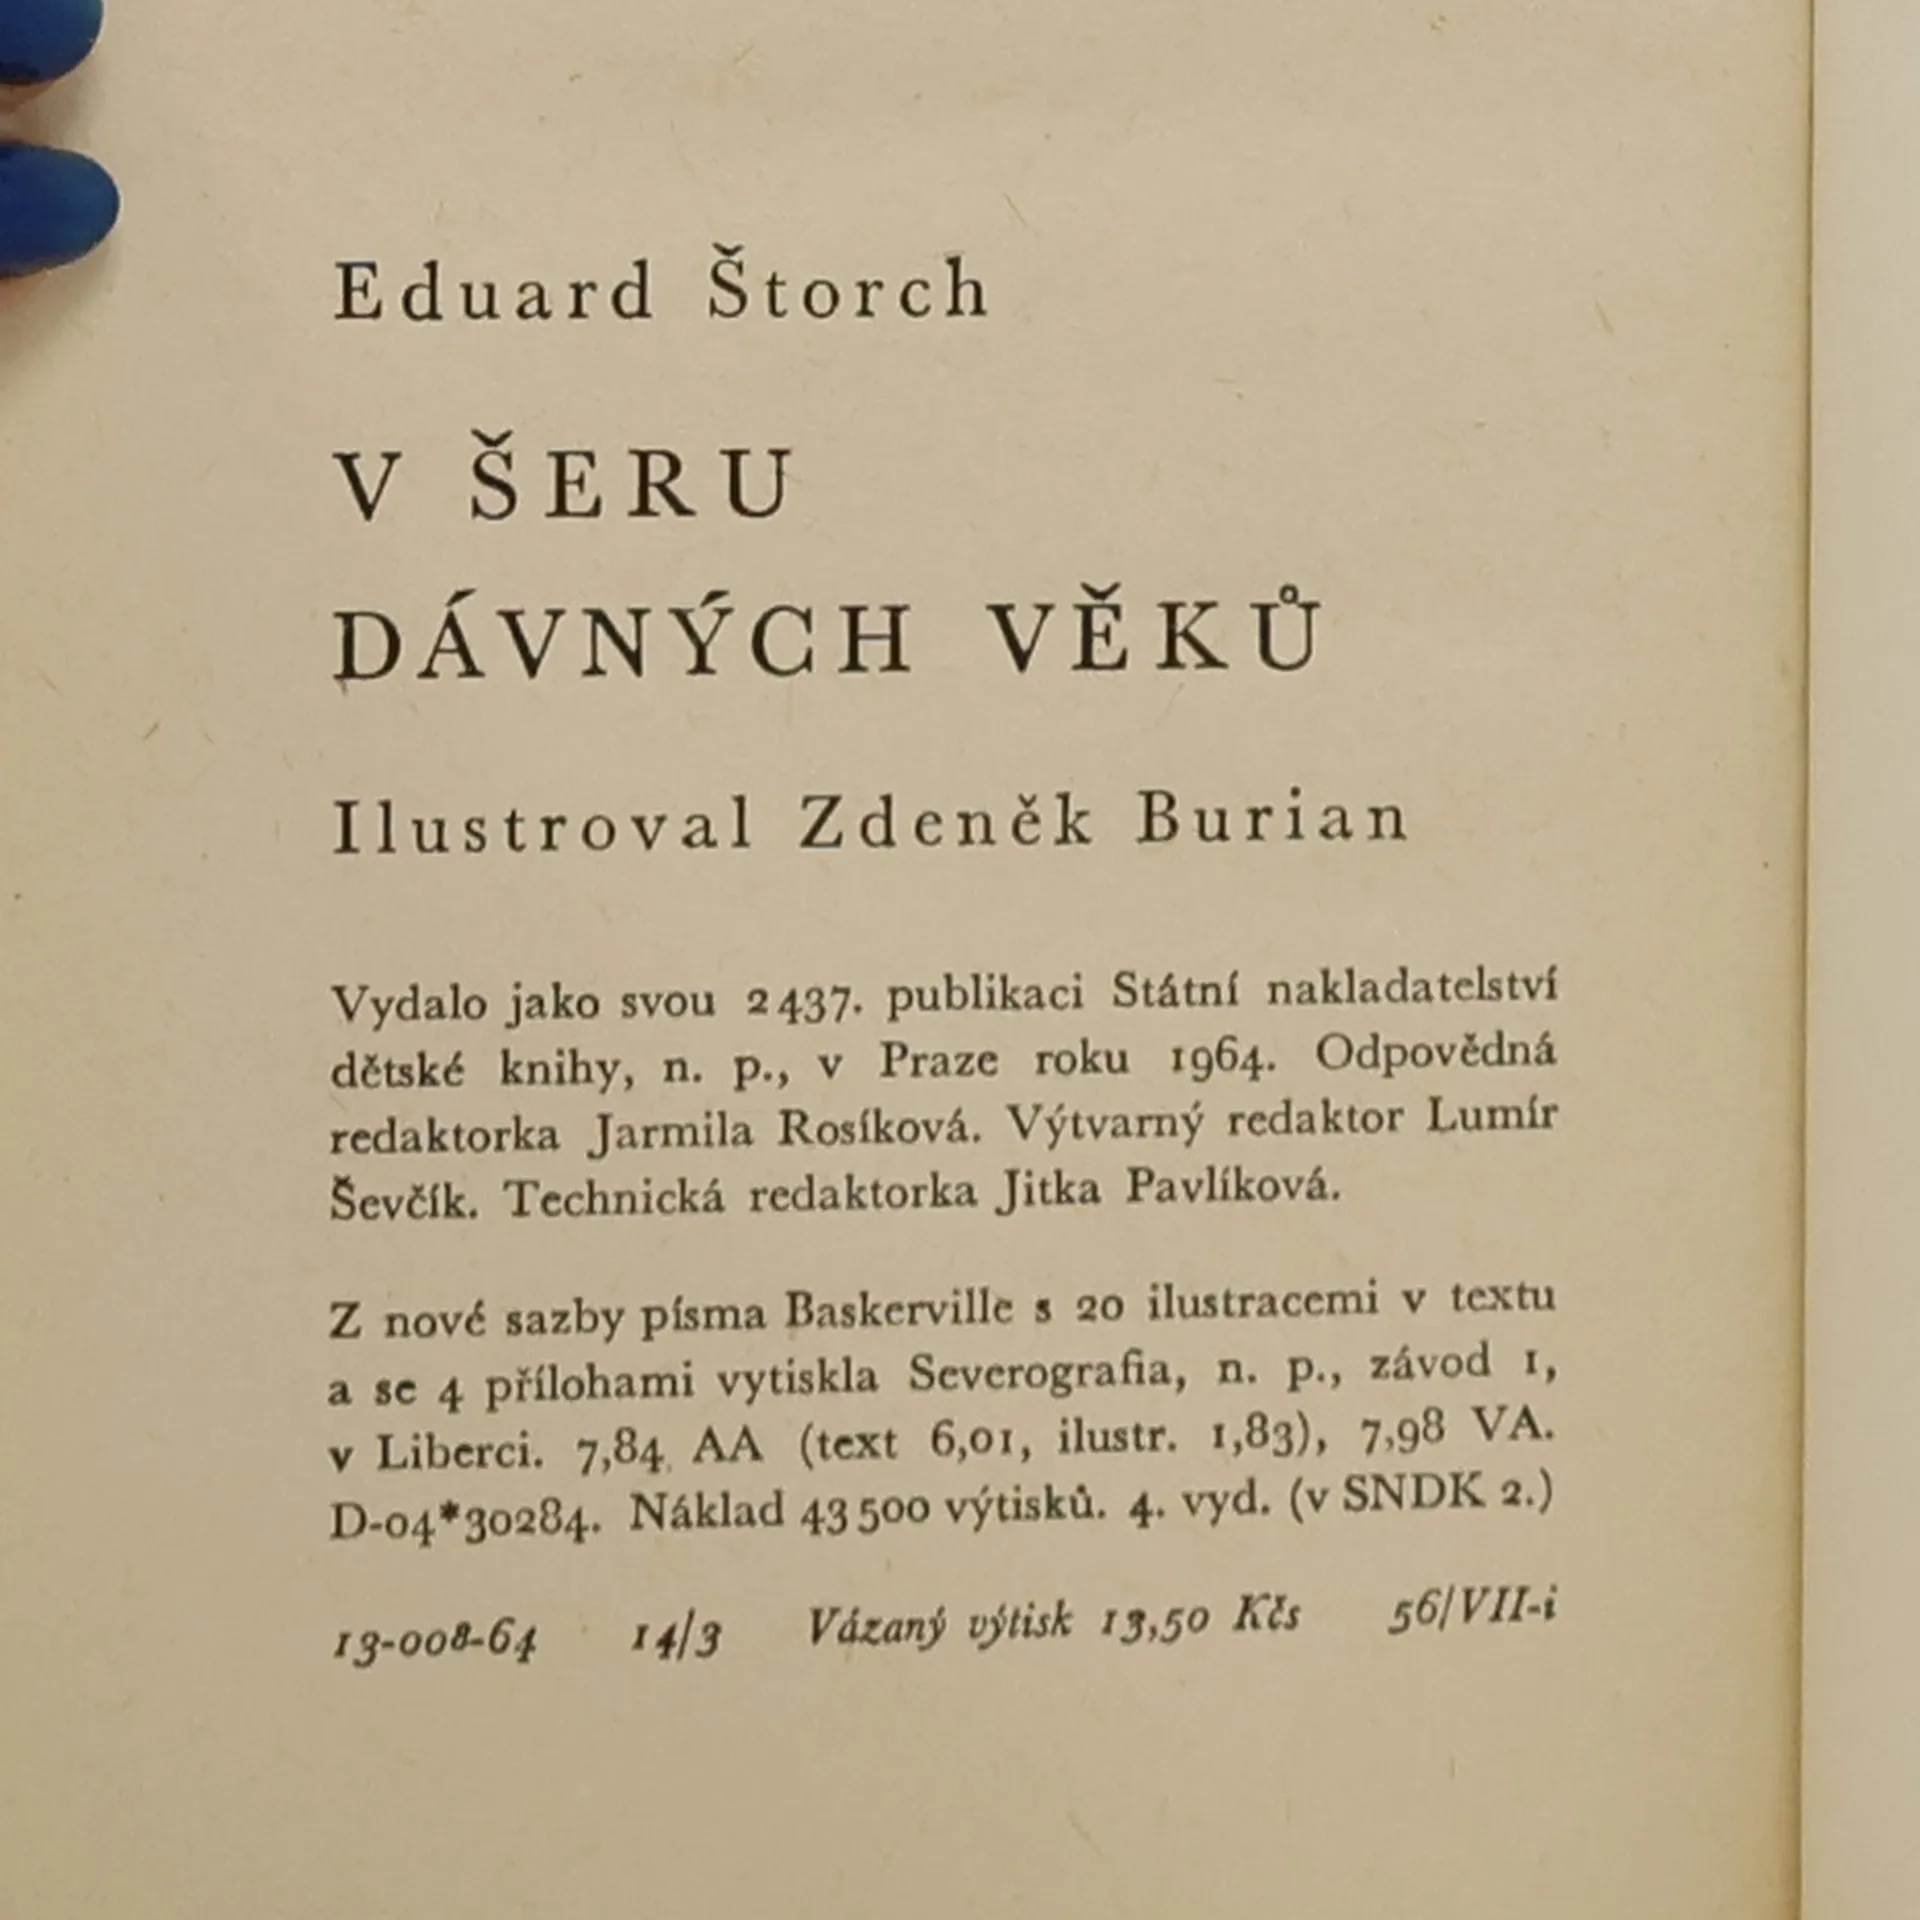 Eduard Štorch
V ŠERU
DÁVNÝCH VĚKŮ
Ilustroval Zdeněk Burian
Vydalo jako svou 2437. publikaci Státní nakladatelství
dětské knihy, n. p., v Praze roku 1964. Odpovědná
redaktorka Jarmila Rosíková. Výtvarný redaktor Lumír
Ševčík. Technická redaktorka Jitka Pavlíková.
Z nové sazby písma Baskerville s 20 ilustracemi v textu
a se 4 přílohami vytiskla Severografia, n. p., závod 1,
v Liberci. 7,84 AA (text 6,01, ilustr. 1,83), 7,98 VA.
D-04*30284. Náklad 43 500 výtisků. 4. vyd. (v SNDK 2.)
13-008-64 14/3 Vázaný výtisk 13,50 Kčs 56/VII-i